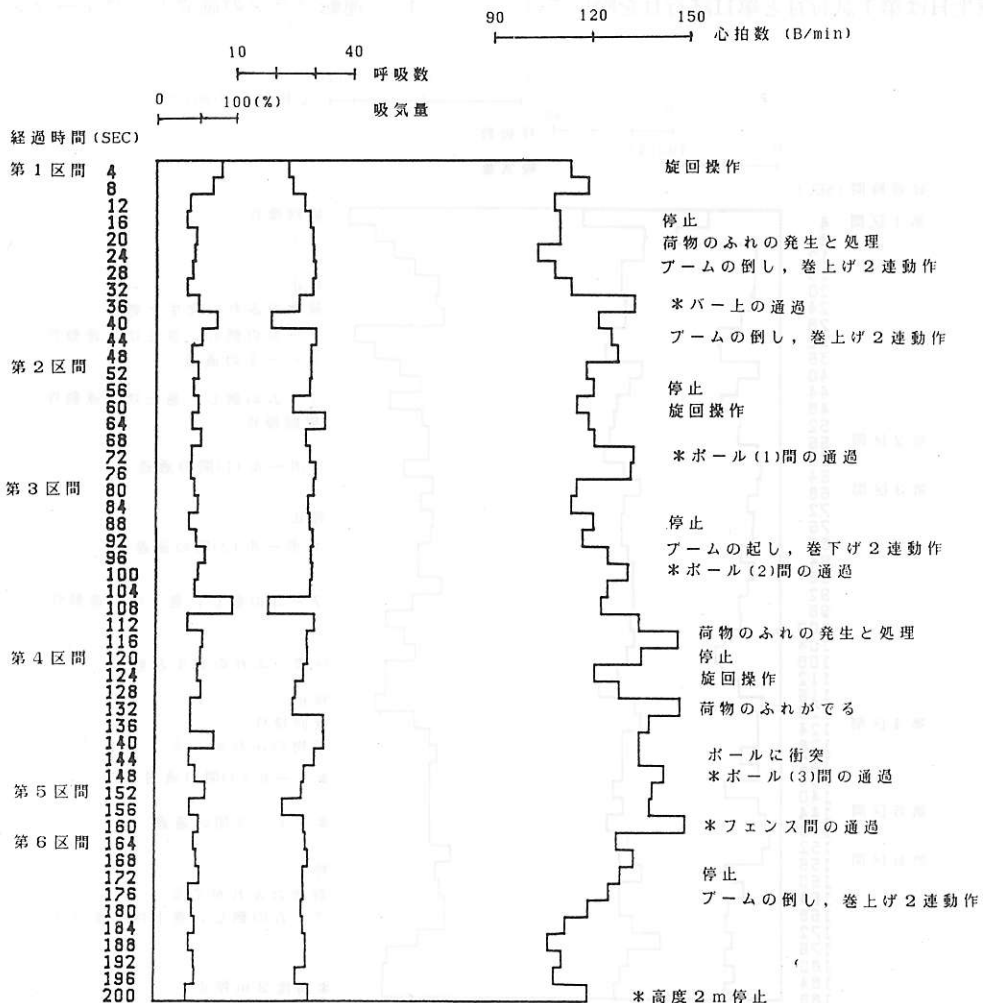 90 120 150
心拍数 (B/min)
10 40
呼吸数
0 100(%)
吸気量
経過時間(SEC)
第1区間 4 旋回操作
8
12
16 停止
20 荷物のふれの発生と処理
24
28 ブームの倒し,巻上げ2連動作
32
36 *バー上の通過
40
44 ブームの倒し,巻上げ2連動作
48
第2区間 52
56 停止
60 旋回操作
64
68
72 *ポール(1)間の通過
76
第3区間 80
84
88 停止
92 ブームの起し,巻下げ2連動作
96
100 *ポール(2)間の通過
104
108
112 荷物のふれの発生と処理
116
第4区間 120 停止
124 旋回操作
128
132 荷物のふれがでる
136
140
144 ポールに衝突
148 *ポール(3)間の通過
第5区間 152
156
160 *フェンス間の通過
第6区間 164
168
172 停止
176 ブームの倒し,巻上げ2連動作
180
184
188
192
196
200 *高度2m停止